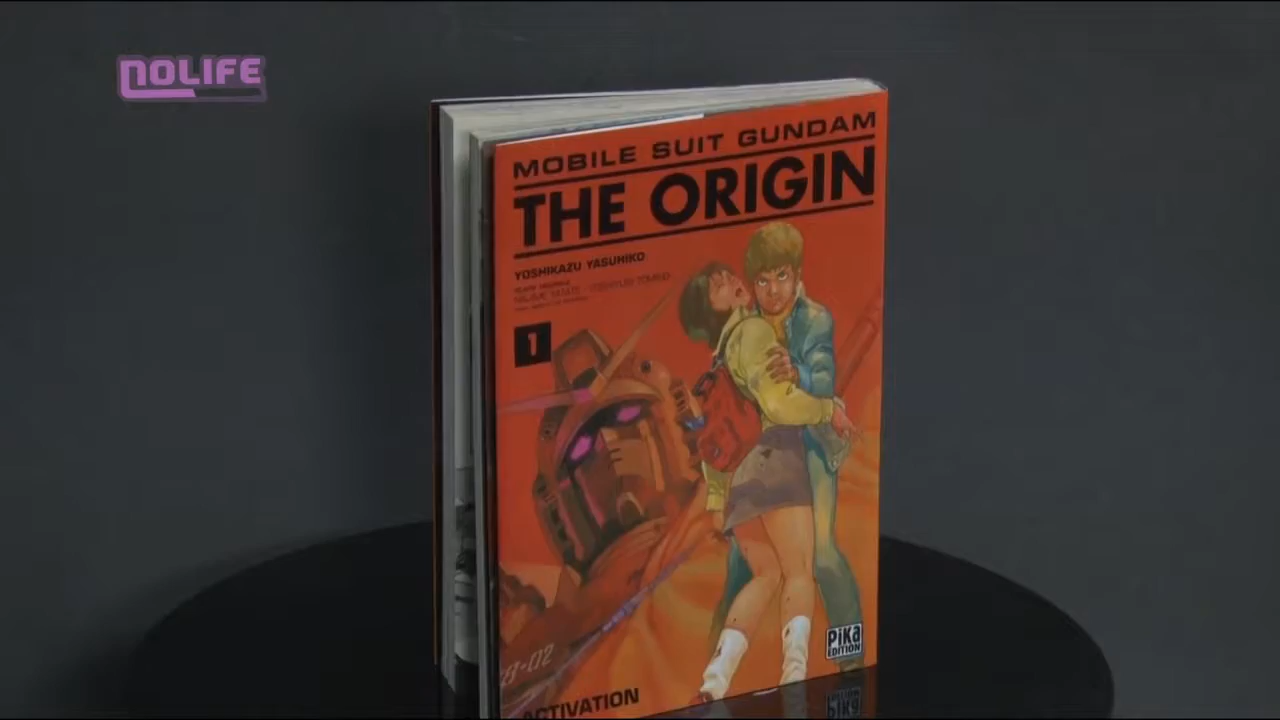 NOLIFE
MOBILE SUIT GUNDAM
THE ORIGIN
YOSHIKAZU YASUHIKO
1
PIKA
EDITION
ACTIVATION